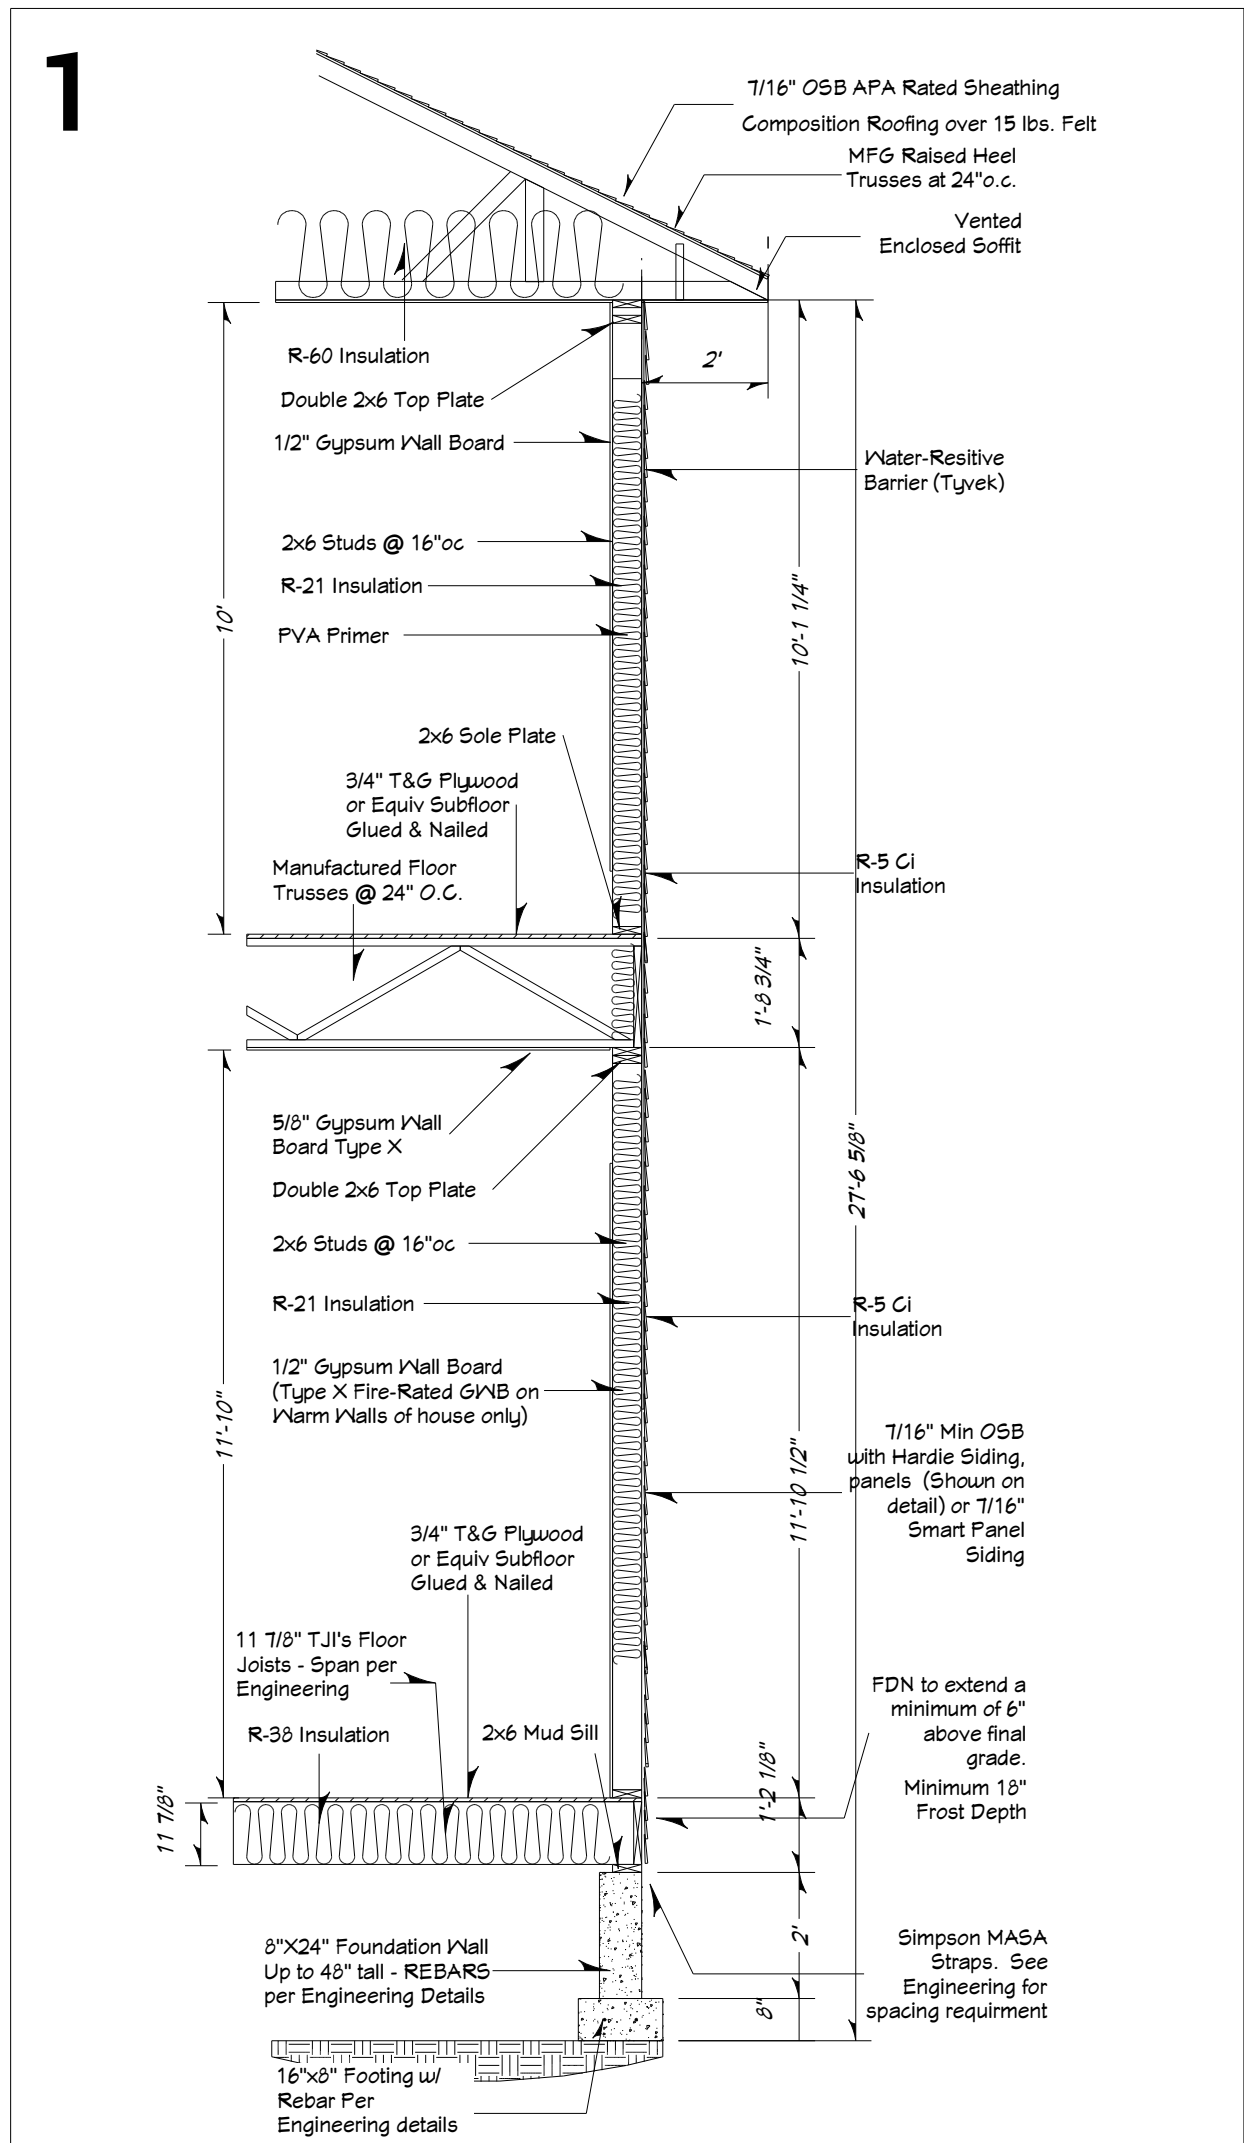 1
7/16" OSB APA Rated Sheathing
Composition Roofing over 15 lbs. Felt
MFG Raised Heel
Trusses at 24"o.c.
Vented
Enclosed Soffit
R-60 Insulation
2'
Double 2x6 Top Plate
1/2" Gypsum Wall Board
Water-Resitive
Barrier (Tyvek)
2x6 Studs @ 16"oc
R-21 Insulation
PVA Primer
10'
10'-1 1/4"
2x6 Sole Plate
3/4" T&G Plywood
or Equiv Subfloor
Glued & Nailed
Manufactured Floor
Trusses @ 24" O.C.
R-5 Ci
Insulation
1'-8 3/4"
5/8" Gypsum Wall
Board Type X
Double 2x6 Top Plate
27'-6 5/8"
2x6 Studs @ 16"oc
R-21 Insulation
R-5 Ci
Insulation
1/2" Gypsum Wall Board
(Type X Fire-Rated GWB on
Warm Walls of house only)
11'-10"
11'-10 1/2"
7/16" Min OSB
with Hardie Siding,
panels (Shown on
detail) or 7/16"
Smart Panel
Siding
3/4" T&G Plywood
or Equiv Subfloor
Glued & Nailed
11 7/8" TJI's Floor
Joists - Span per
Engineering
R-38 Insulation
2x6 Mud Sill
FDN to extend a
minimum of 6"
above final
grade.
Minimum 18"
Frost Depth
11 7/8"
1'-2 1/8"
8"X24" Foundation Wall
Up to 48" tall - REBARS
per Engineering Details
2'
Simpson MASA
Straps. See
Engineering for
spacing requirment
8"
16"x8" Footing w/
Rebar Per
Engineering details